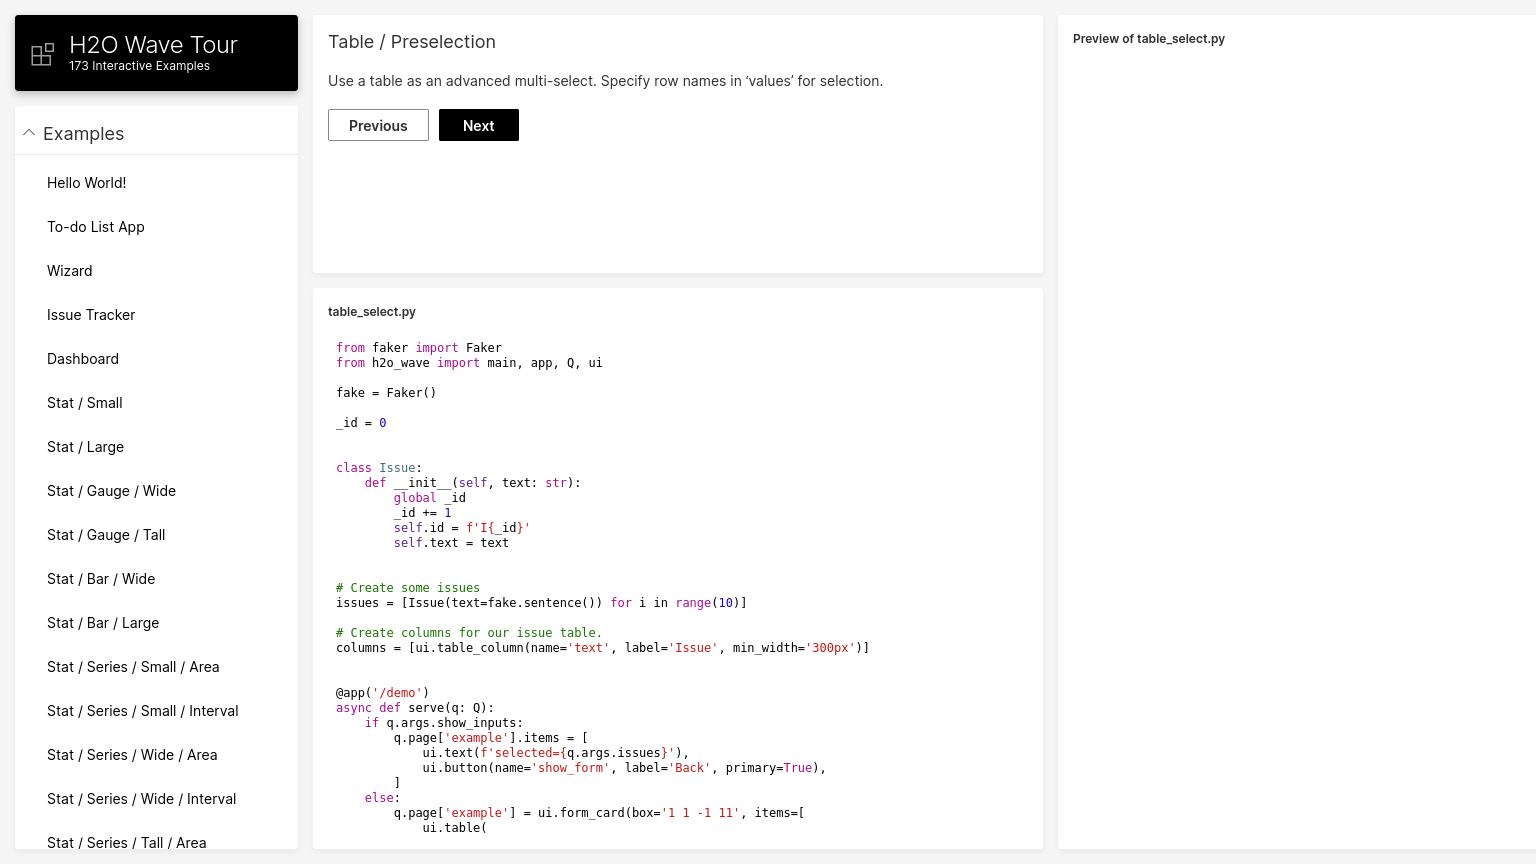 H2O Wave Tour
173 Interactive Examples
Examples
Hello World!
To-do List App
Wizard
Issue Tracker
Dashboard
Stat / Small
Stat / Large
Stat / Gauge / Wide
Stat / Gauge / Tall
Stat / Bar / Wide
Stat / Bar / Large
Stat / Series / Small / Area
Stat / Series / Small / Interval
Stat / Series / Wide / Area
Stat / Series / Wide / Interval
Stat / Series / Tall / Area
Table / Preselection
Use a table as an advanced multi-select. Specify row names in ‘values’ for selection.
Previous
Next
table_select.py
from faker import Faker
from h2o_wave import main, app, Q, ui
fake = Faker()
_id = 0
class Issue:
    def __init__(self, text: str):
        global _id
        _id += 1
        self.id = f'I{_id}'
        self.text = text
# Create some issues
issues = [Issue(text=fake.sentence()) for i in range(10)]
# Create columns for our issue table.
columns = [ui.table_column(name='text', label='Issue', min_width='300px')]
@app('/demo')
async def serve(q: Q):
    if q.args.show_inputs:
        q.page['example'].items = [
            ui.text(f'selected={q.args.issues}'),
            ui.button(name='show_form', label='Back', primary=True),
        ]
    else:
        q.page['example'] = ui.form_card(box='1 1 -1 11', items=[
            ui.table(
Preview of table_select.py